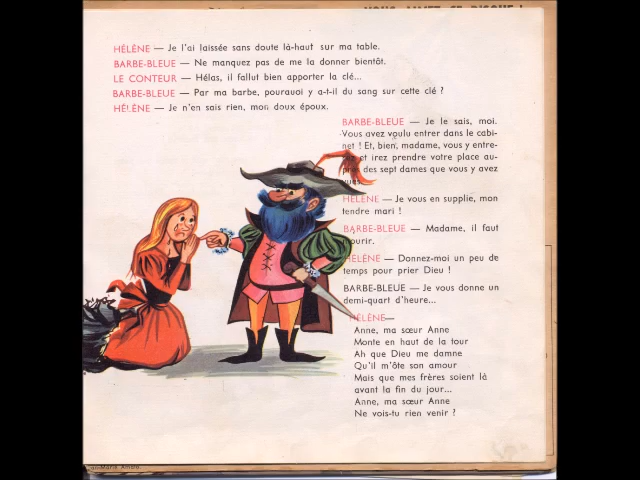 VOUS AIMEZ CE DISQUE !
HÉLÈNE — Je l'ai laissée sans doute là-haut sur ma table.
BARBE-BLEUE — Ne manquez pas de me la donner bientôt.
LE CONTEUR — Hélas, il fallut bien apporter la clé...
BARBE-BLEUE — Par ma barbe, pourquoi y a-t-il du sang sur cette clé ?
HÉLÈNE — Je n'en sais rien, mon doux époux.
BARBE-BLEUE — Je le sais, moi.
Vous avez voulu entrer dans le cabi-
net ! Et, bien, madame, vous y entre-
et irez prendre votre place au-
près des sept dames que vous y avez
vues.
HÉLÈNE — Je vous en supplie, mon
tendre mari !
BARBE-BLEUE — Madame, il faut
mourir.
HÉLÈNE — Donnez-moi un peu de
temps pour prier Dieu !
BARBE-BLEUE — Je vous donne un
demi-quart d'heure...
HÉLÈNE—
Anne, ma sœur Anne
Monte en haut de la tour
Ah que Dieu me damne
Qu'il m'ôte son amour
Mais que mes frères soient là
avant la fin du jour...
Anne, ma sœur Anne
Ne vois-tu rien venir ?